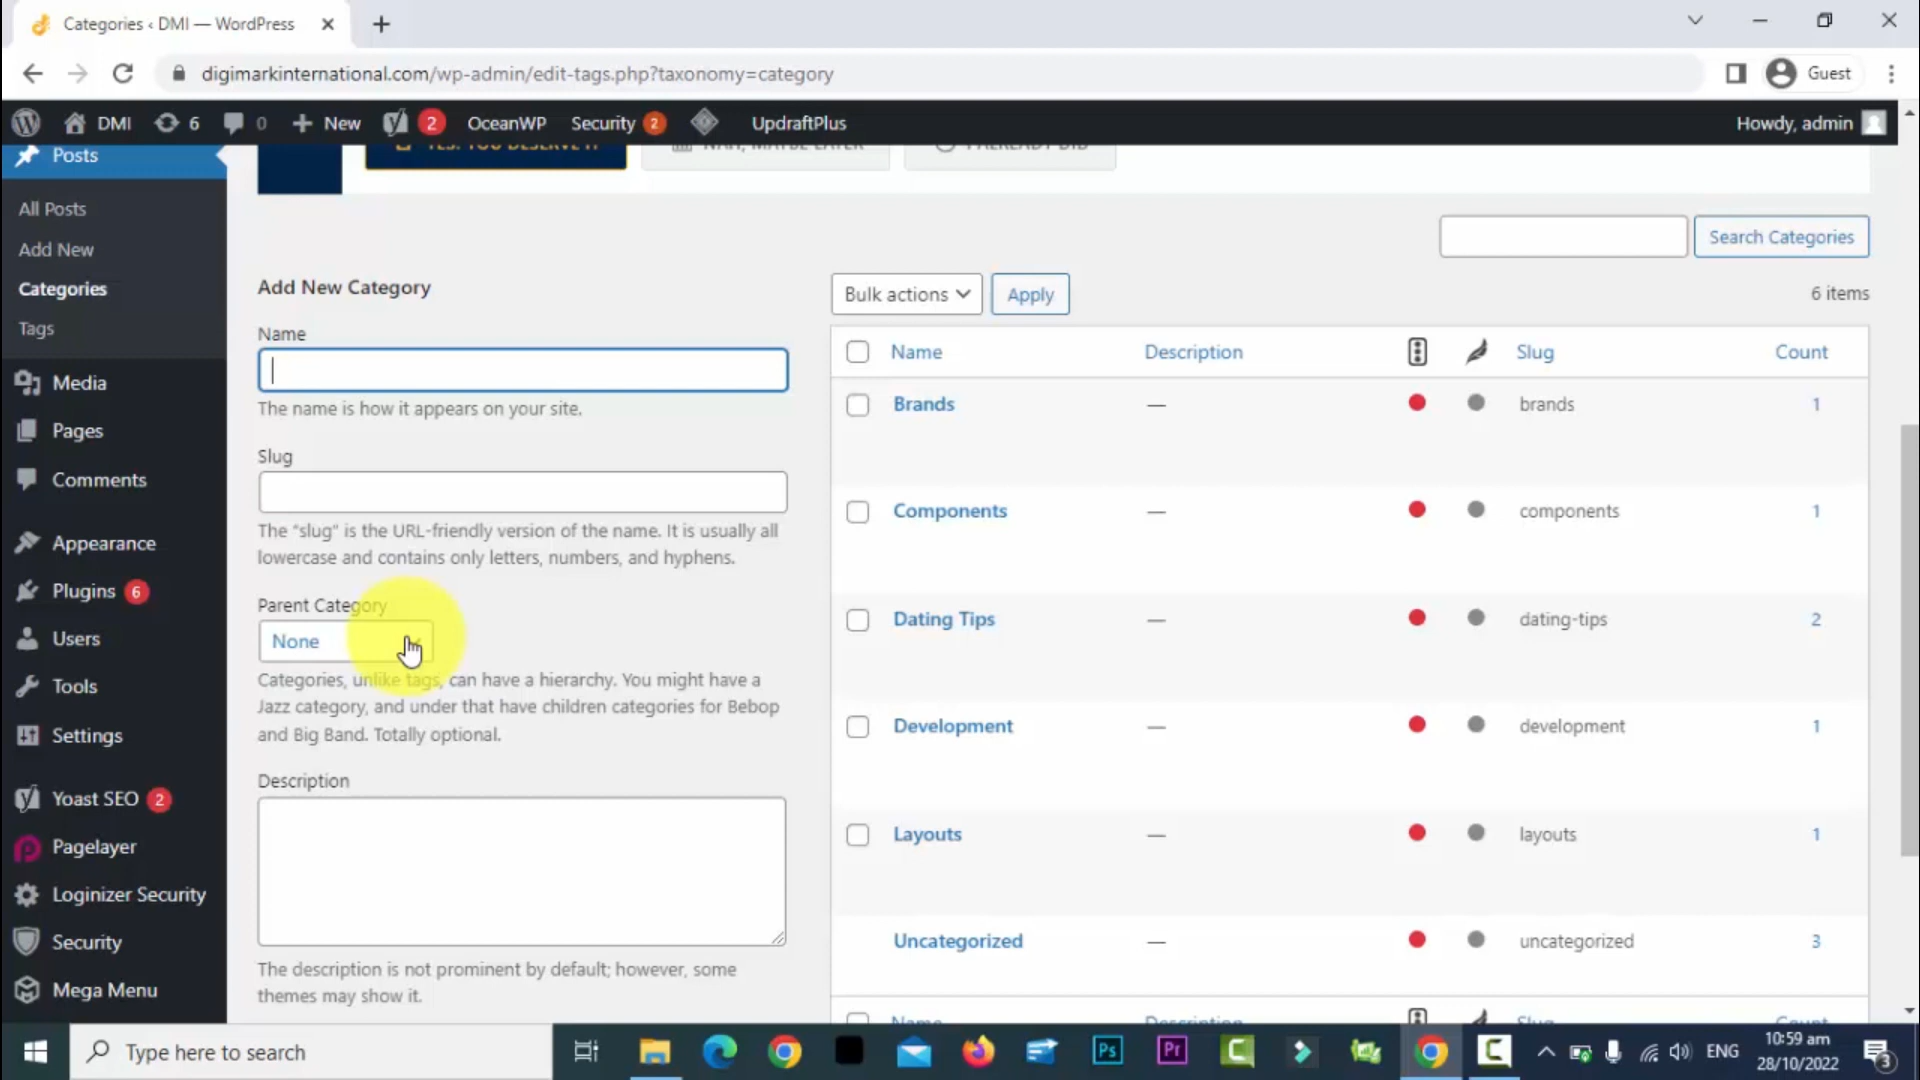 Categories ‹ DMI — WordPress
digimarkinternational.com/wp-admin/edit-tags.php?taxonomy=category
Guest
DMI
6
0
New
2
OceanWP
Security 2
UpdraftPlus
Howdy, admin
Posts
YES! YOU DESERVE IT
NAH, MAYBE LATER
I ALREADY DID
All Posts
Add New
Categories
Tags
Media
Pages
Comments
Appearance
Plugins 6
Users
Tools
Settings
Yoast SEO 2
Pagelayer
Loginizer Security
Security
Mega Menu
Search Categories
Add New Category
Name
The name is how it appears on your site.
Slug
The “slug” is the URL-friendly version of the name. It is usually all
lowercase and contains only letters, numbers, and hyphens.
Parent Category
None
Categories, unlike tags, can have a hierarchy. You might have a
Jazz category, and under that have children categories for Bebop
and Big Band. Totally optional.
Description
The description is not prominent by default; however, some
themes may show it.
Bulk actions
Apply
6 items
Name Description Slug Count
Brands — brands 1
Components — components 1
Dating Tips — dating-tips 2
Development — development 1
Layouts — layouts 1
Uncategorized — uncategorized 3
Name Description Slug Count
Type here to search
Ps
Pr
ENG
10:59 am
28/10/2022
3